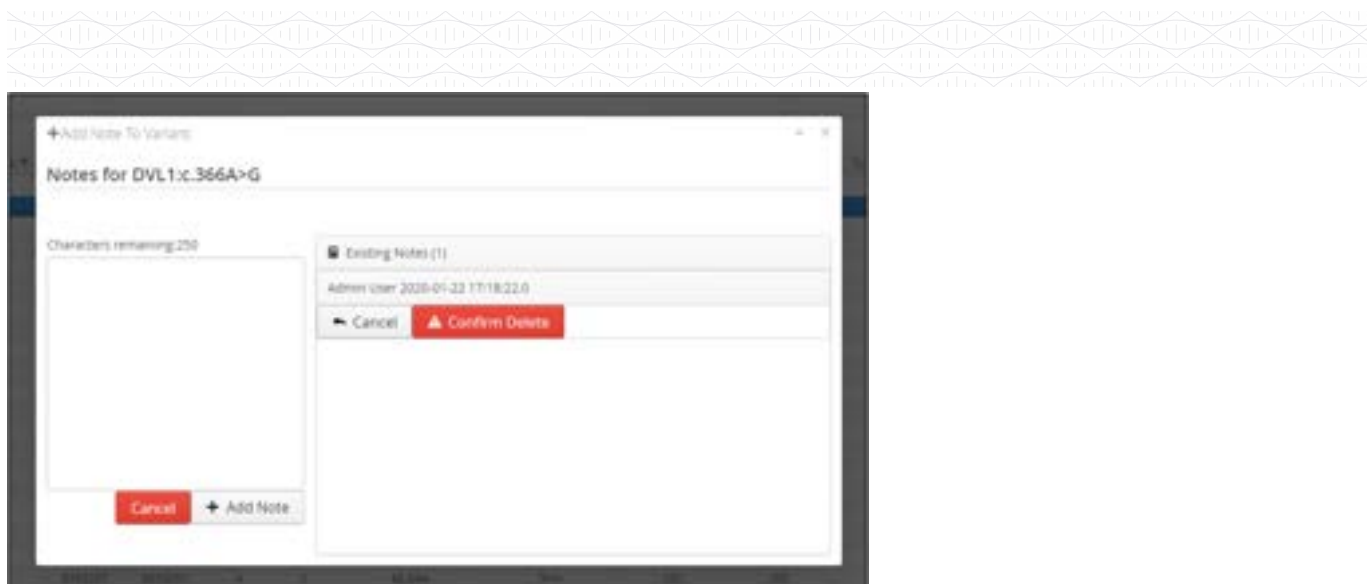 +Add Note To Variant
Notes for DVL1:c.366A>G
Characters remaining:250
Existing Notes (1)
Admin User 2020-01-22 17:18:22.0
Cancel
Confirm Delete
Cancel
+ Add Note